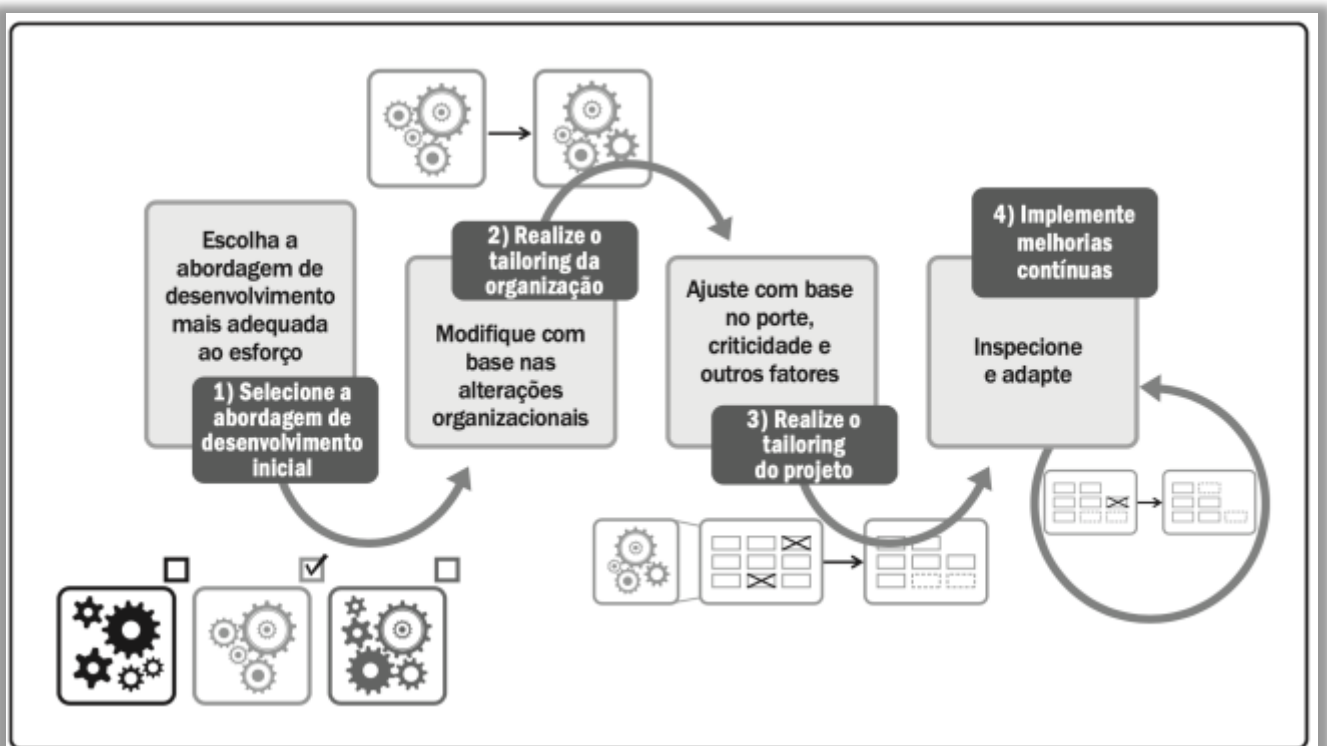 Escolha a
abordagem de
desenvolvimento
mais adequada
ao esforço
1) Selecione a
abordagem de
desenvolvimento
inicial
2) Realize o
tailoring da
organização
Modifique com
base nas
alterações
organizacionais
Ajuste com base
no porte,
criticidade e
outros fatores
3) Realize o
tailoring
do projeto
4) Implemente
melhorias
contínuas
Inspecione
e adapte